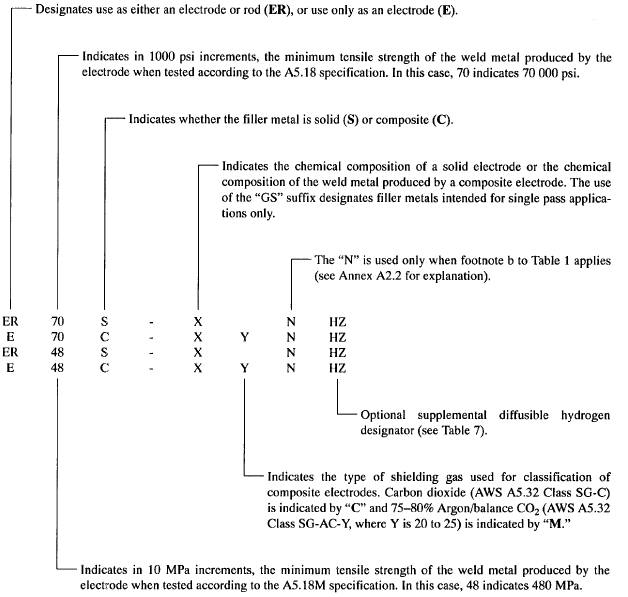 Designates use as either an electrode or rod (ER), or use only as an electrode (E).
Indicates in 1000 psi increments, the minimum tensile strength of the weld metal produced by the
electrode when tested according to the A5.18 specification. In this case, 70 indicates 70 000 psi.
Indicates whether the filler metal is solid (S) or composite (C).
Indicates the chemical composition of a solid electrode or the chemical
composition of the weld metal produced by a composite electrode. The use
of the “GS” suffix designates filler metals intended for single pass applica-
tions only.
The “N” is used only when footnote b to Table 1 applies
(see Annex A2.2 for explanation).
ER 70 S - X N HZ
E 70 C - X Y N HZ
ER 48 S - X N HZ
E 48 C - X Y N HZ
Optional supplemental diffusible hydrogen
designator (see Table 7).
Indicates the type of shielding gas used for classification of
composite electrodes. Carbon dioxide (AWS A5.32 Class SG-C)
is indicated by “C” and 75–80% Argon/balance CO2 (AWS A5.32
Class SG-AC-Y, where Y is 20 to 25) is indicated by “M.”
Indicates in 10 MPa increments, the minimum tensile strength of the weld metal produced by the
electrode when tested according to the A5.18M specification. In this case, 48 indicates 480 MPa.